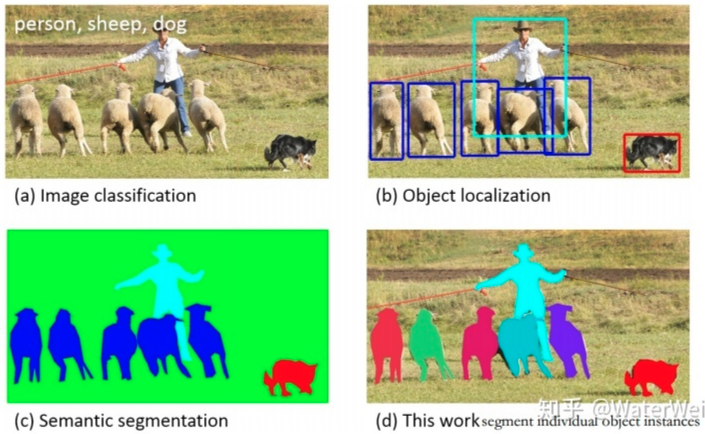 person, sheep, dog
(a) Image classification
(b) Object localization
(c) Semantic segmentation
(d) This work segment individual object instances
知乎 @WaterWei